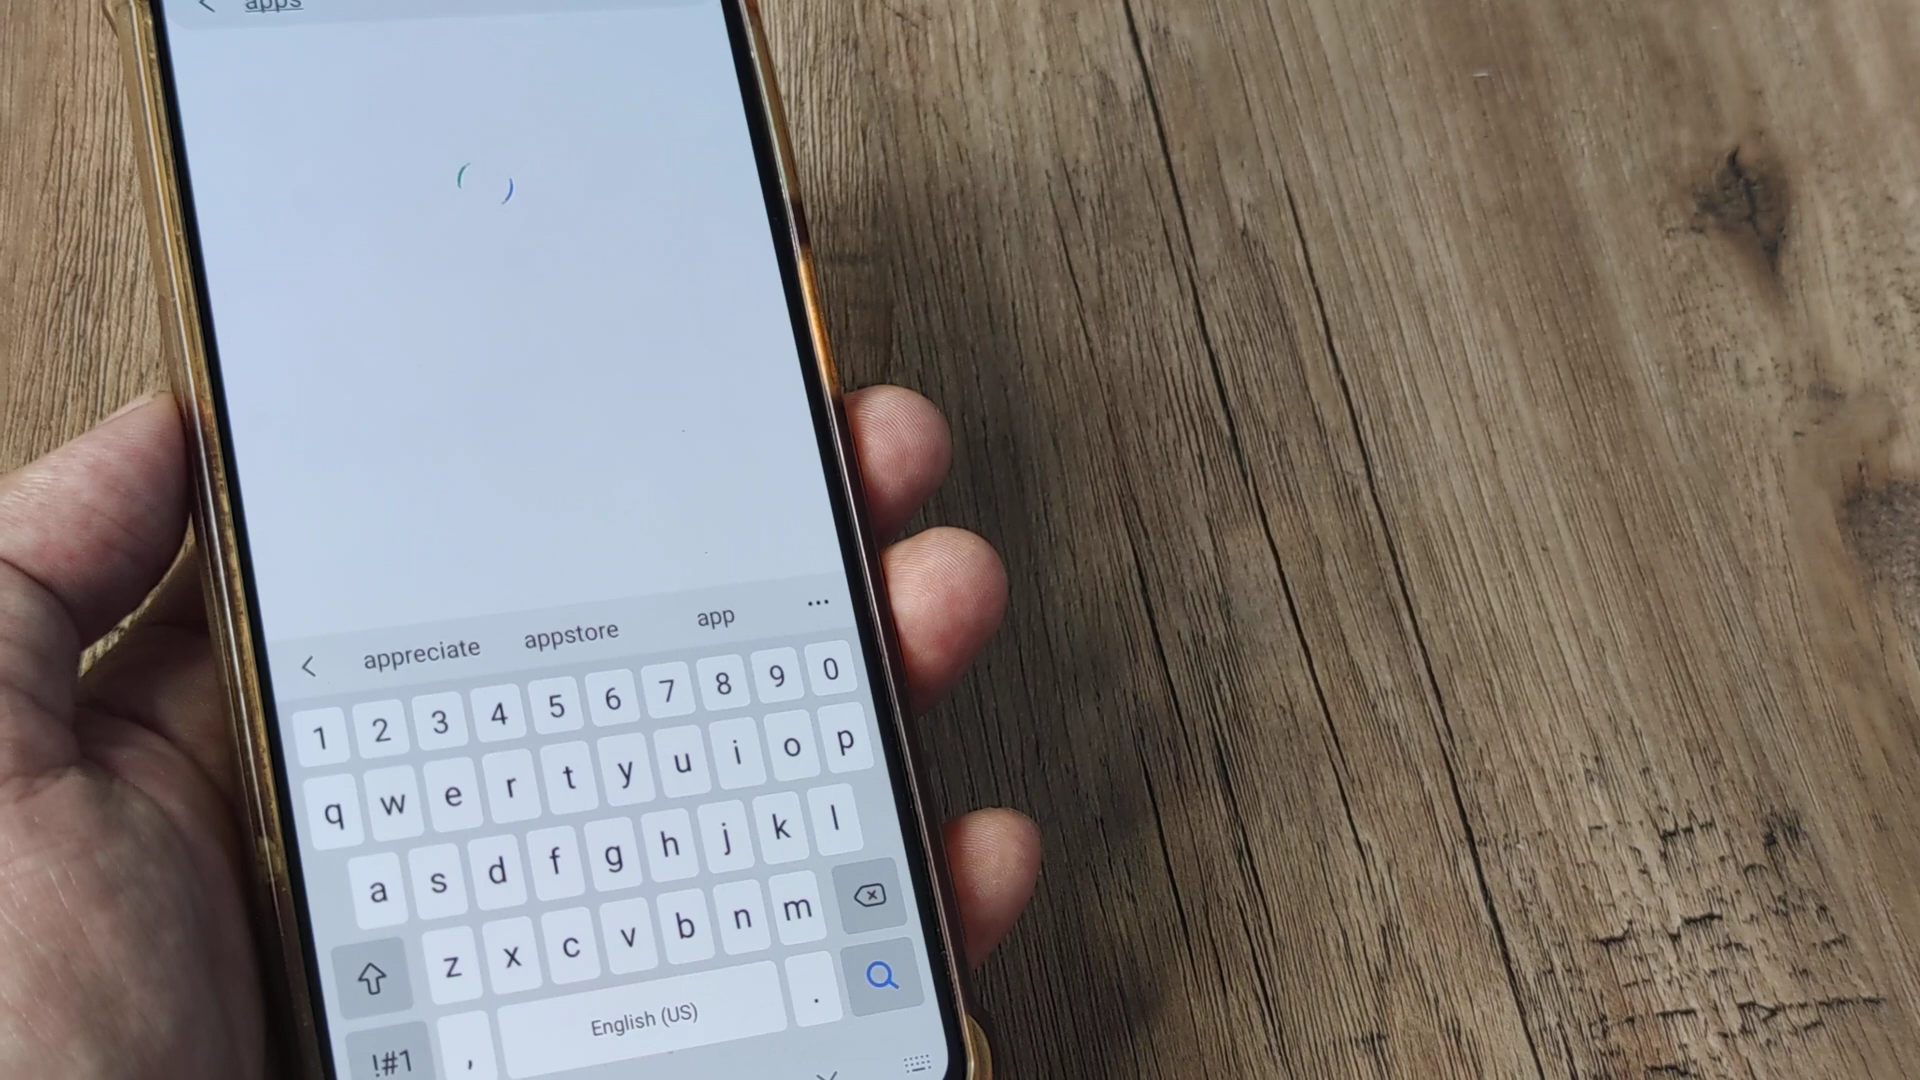 apps
appreciate appstore app ...
1 2 3 4 5 6 7 8 9 0
q w e r t y u i o p
a s d f g h j k l
z x c v b n m
!#1 , English (US) .